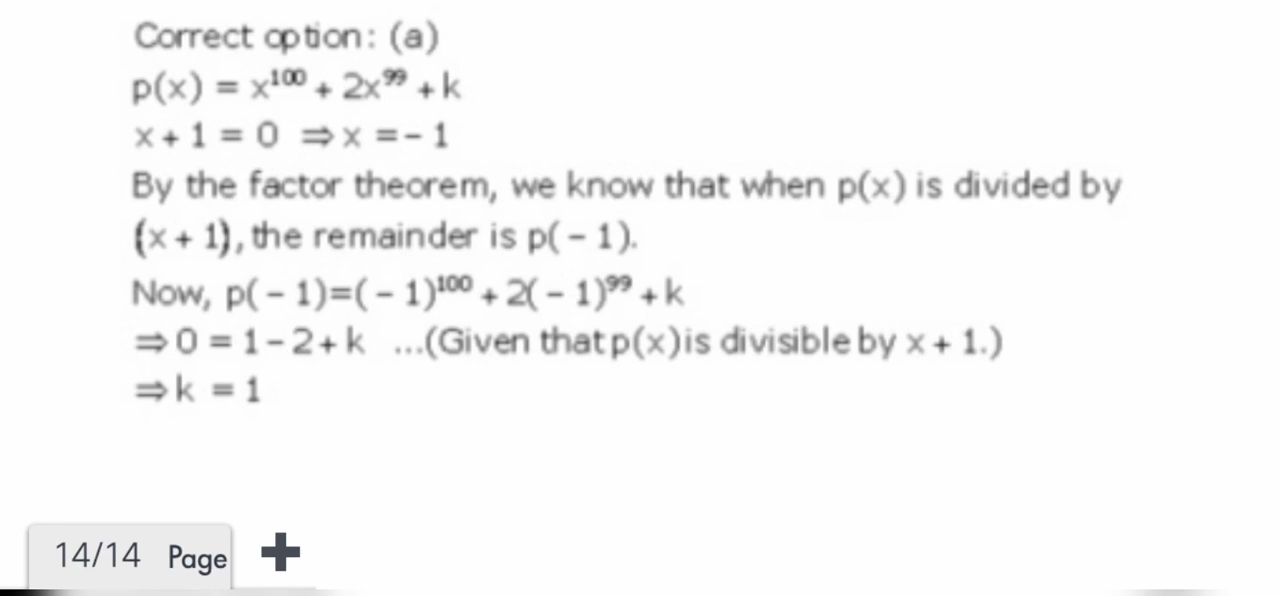 Correct option: (a)
p(x) = x¹⁰⁰ + 2x⁹⁹ + k
x + 1 = 0 ⇒ x = – 1
By the factor theorem, we know that when p(x) is divided by
(x + 1), the remainder is p( – 1).
Now, p( – 1)=( – 1)¹⁰⁰ + 2( – 1)⁹⁹ + k
⇒ 0 = 1 – 2 + k ...(Given that p(x) is divisible by x + 1.)
⇒ k = 1
14/14 Page +